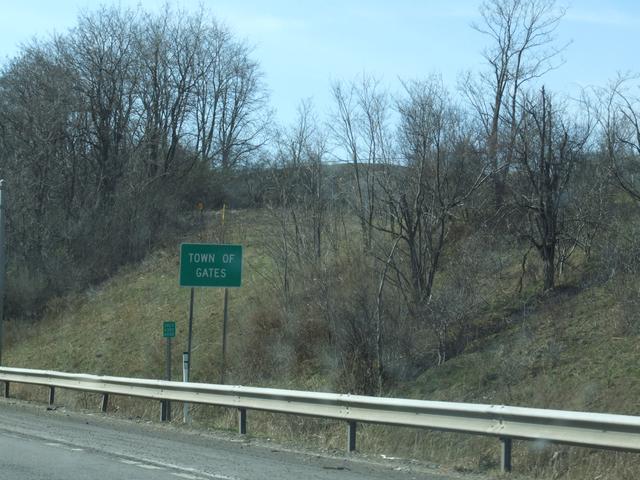 TOWN OF
GATES